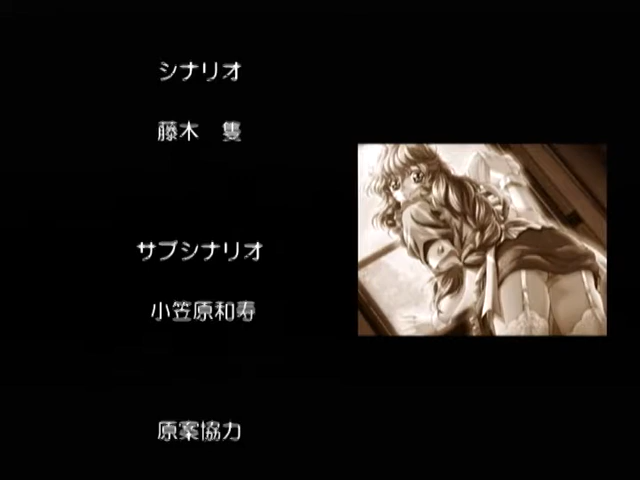 シナリオ
藤木　隻
サブシナリオ
小笠原和寿
原案協力